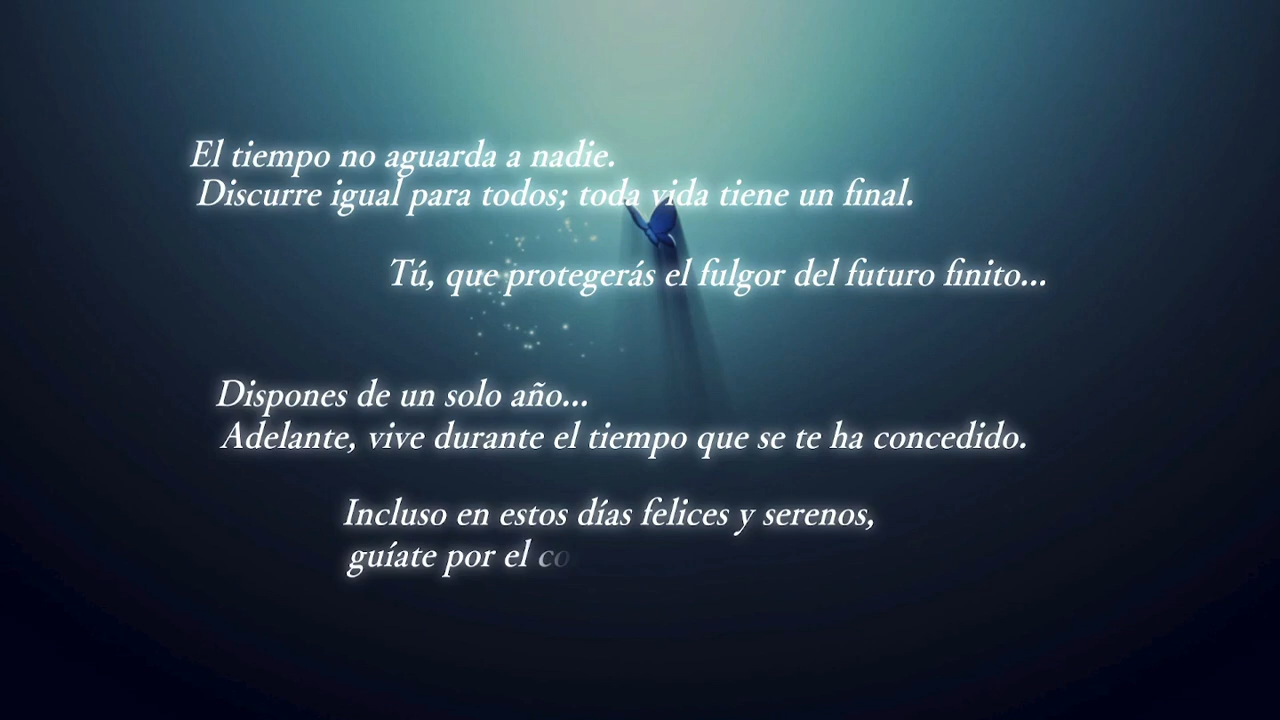 El tiempo no aguarda a nadie.
Discurre igual para todos; toda vida tiene un final.
Tú, que protegerás el fulgor del futuro finito...
Dispones de un solo año...
Adelante, vive durante el tiempo que se te ha concedido.
Incluso en estos días felices y serenos,
guíate por el co